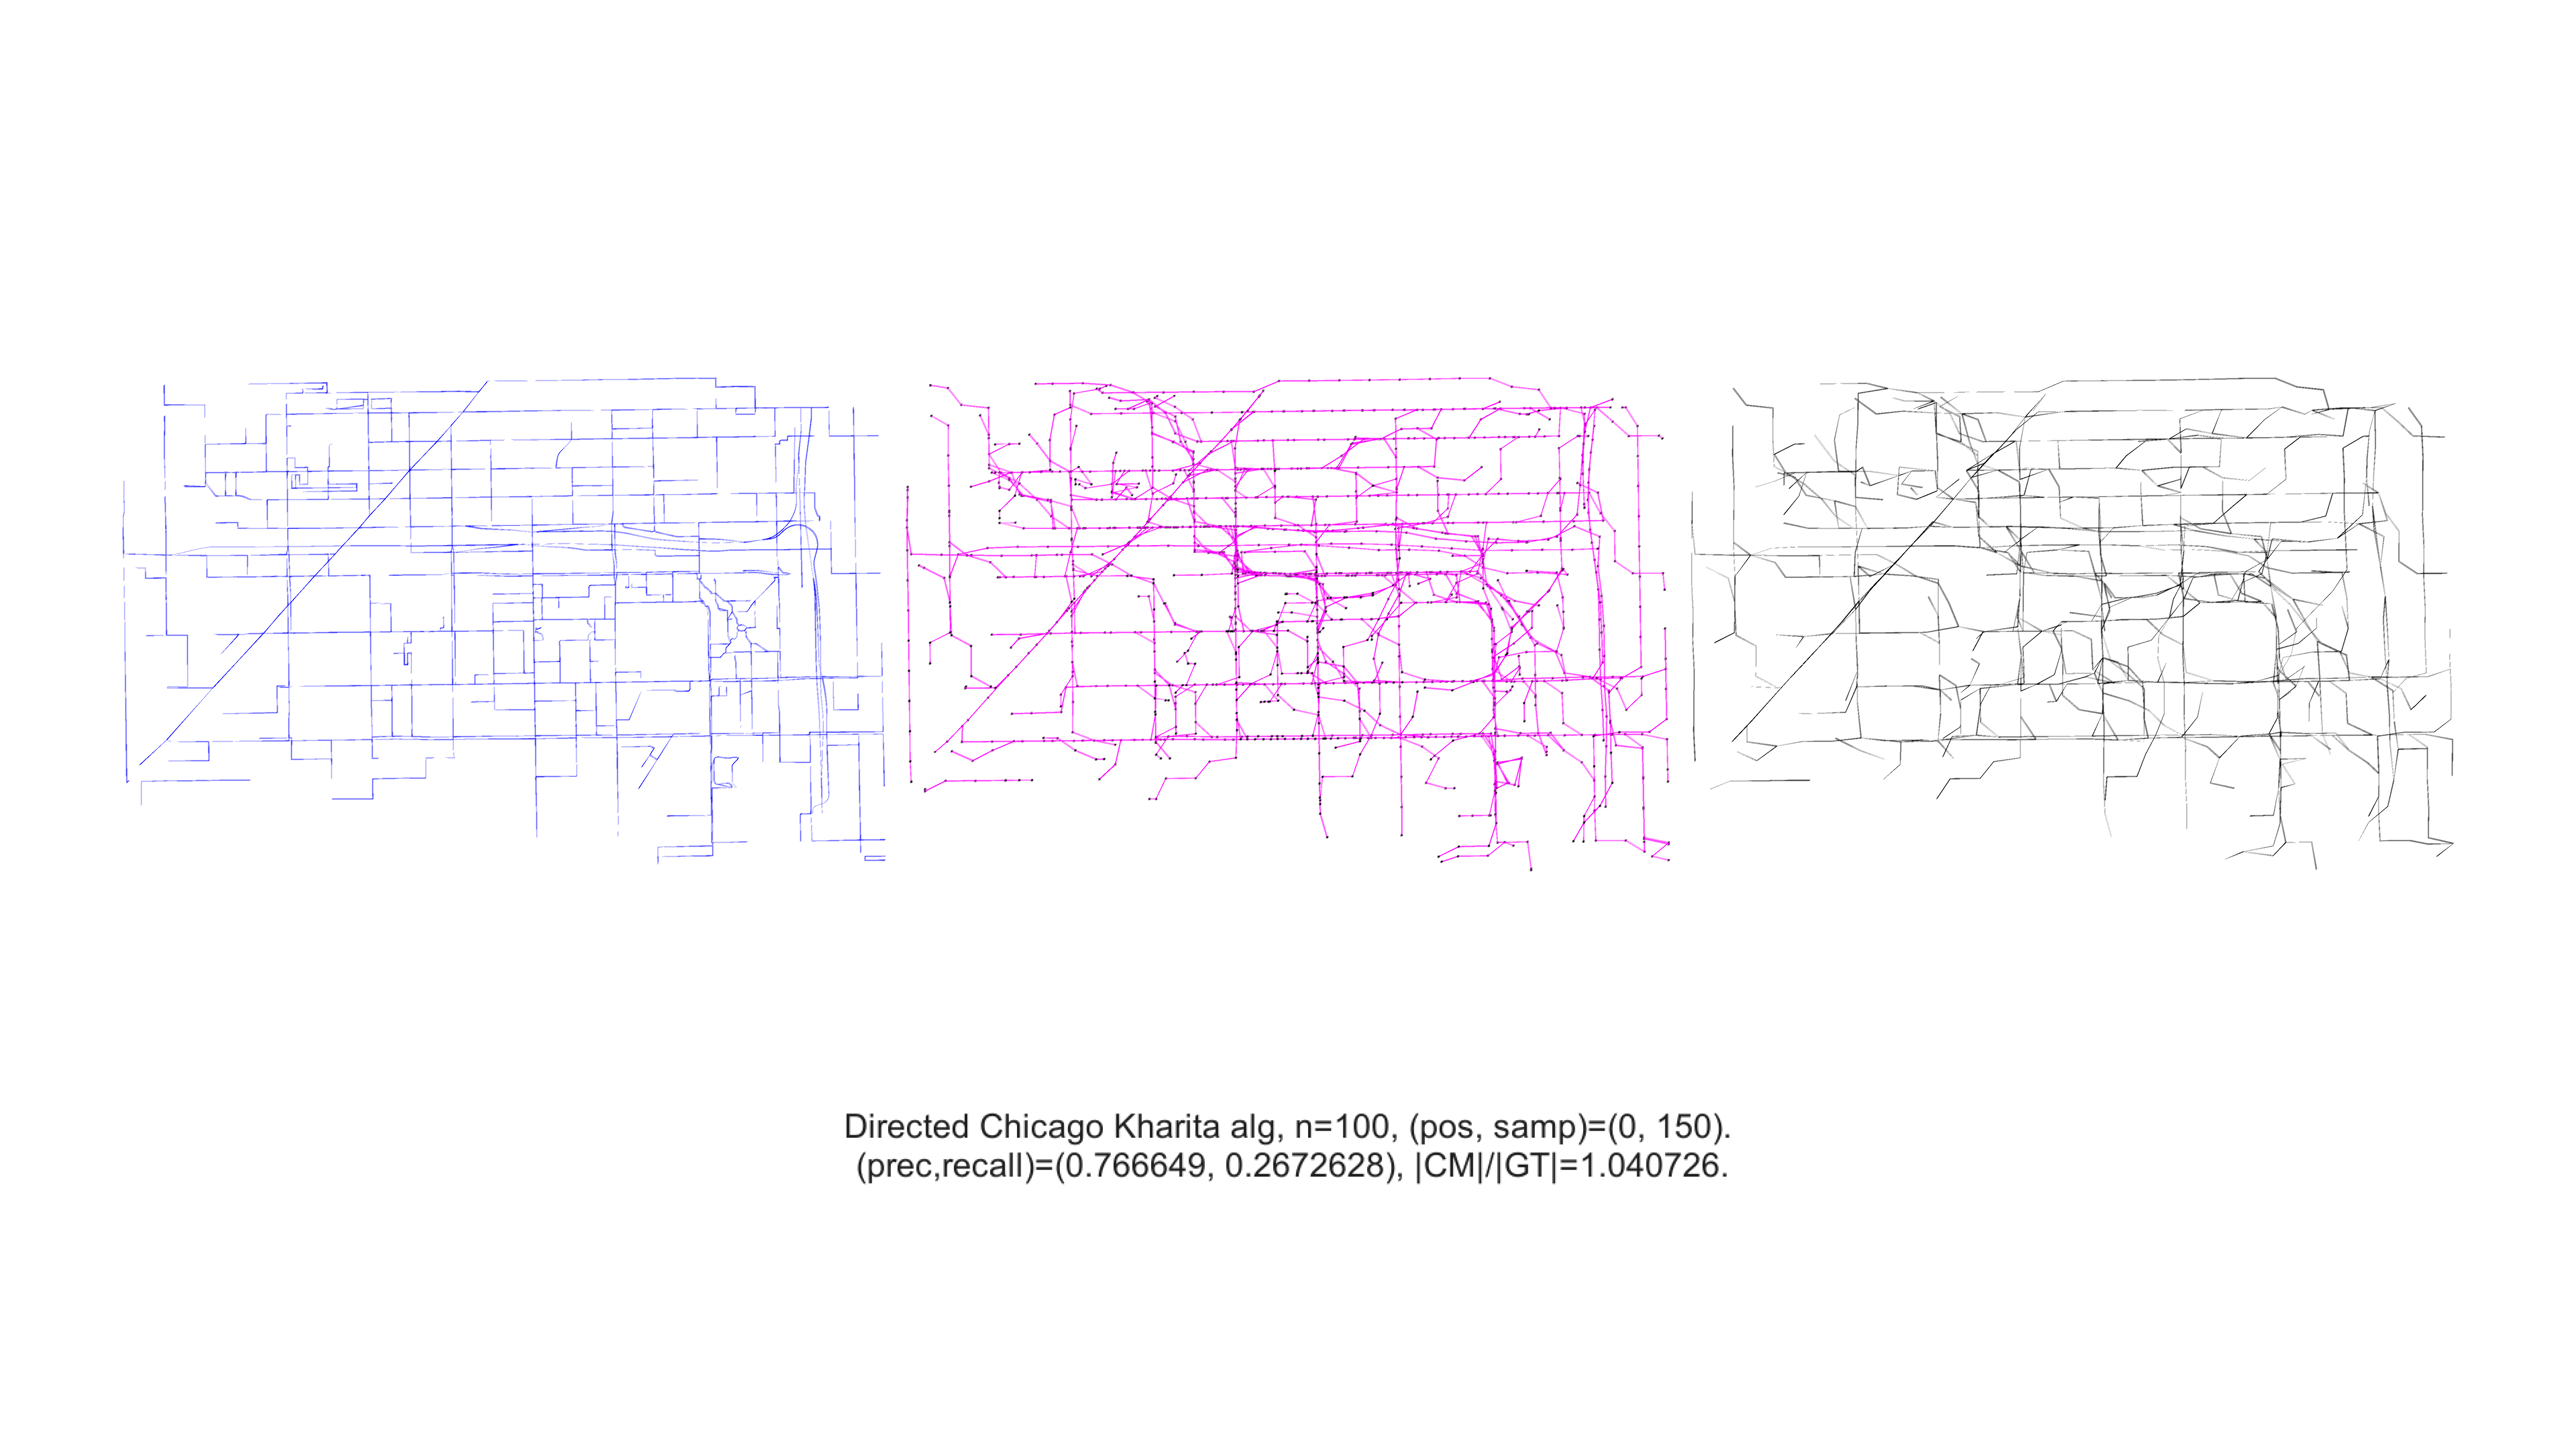 Directed Chicago Kharita alg, n=100, (pos, samp)=(0, 150).
(prec,recall)=(0.766649, 0.2672628), |CM|/|GT|=1.040726.